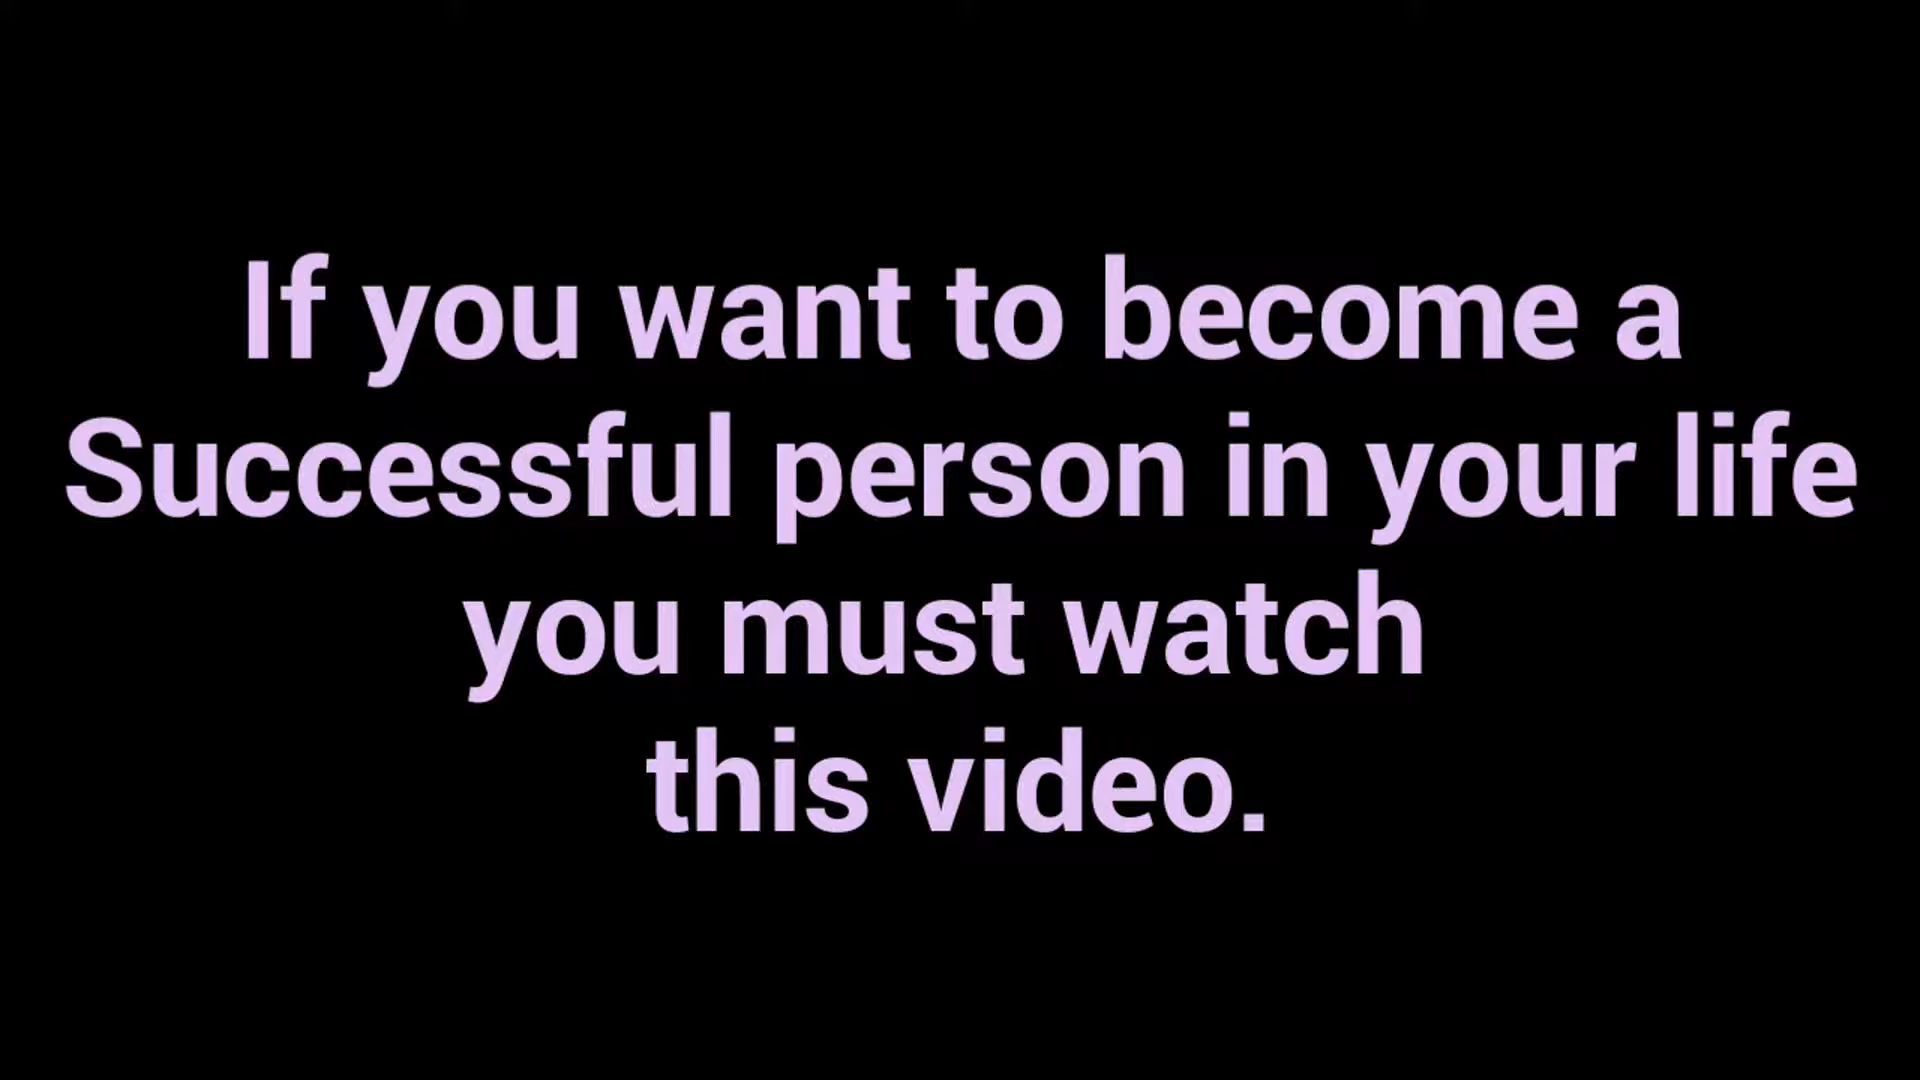 If you want to become a
Successful person in your life
you must watch
this video.